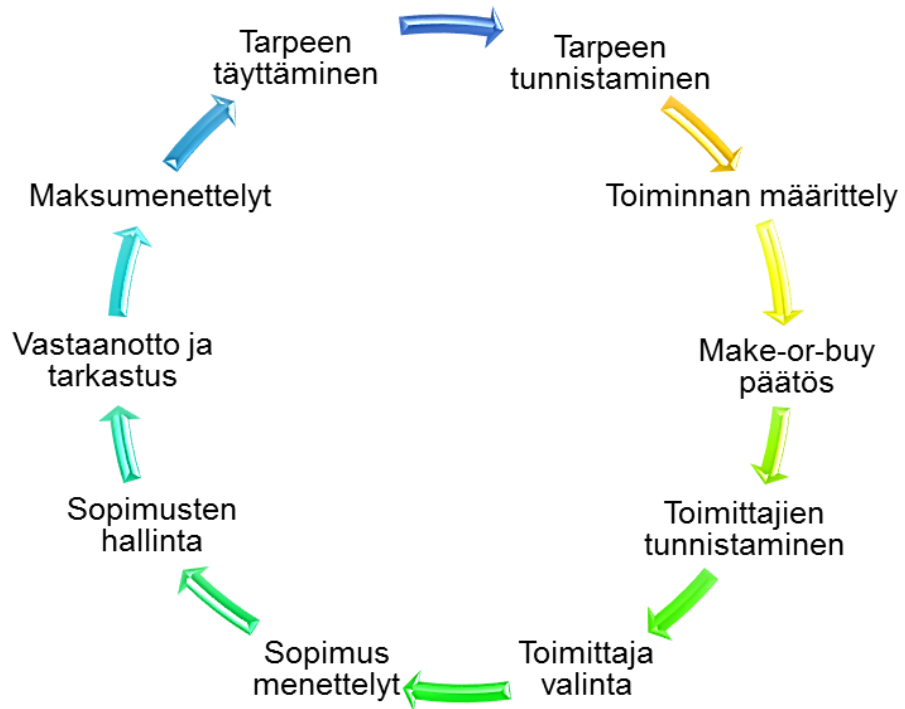 Tarpeen
täyttäminen
Tarpeen
tunnistaminen
Toiminnan määrittely
Make-or-buy
päätös
Toimittajien
tunnistaminen
Toimittaja
valinta
Sopimus
menettelyt
Sopimusten
hallinta
Vastaanotto ja
tarkastus
Maksumenettelyt